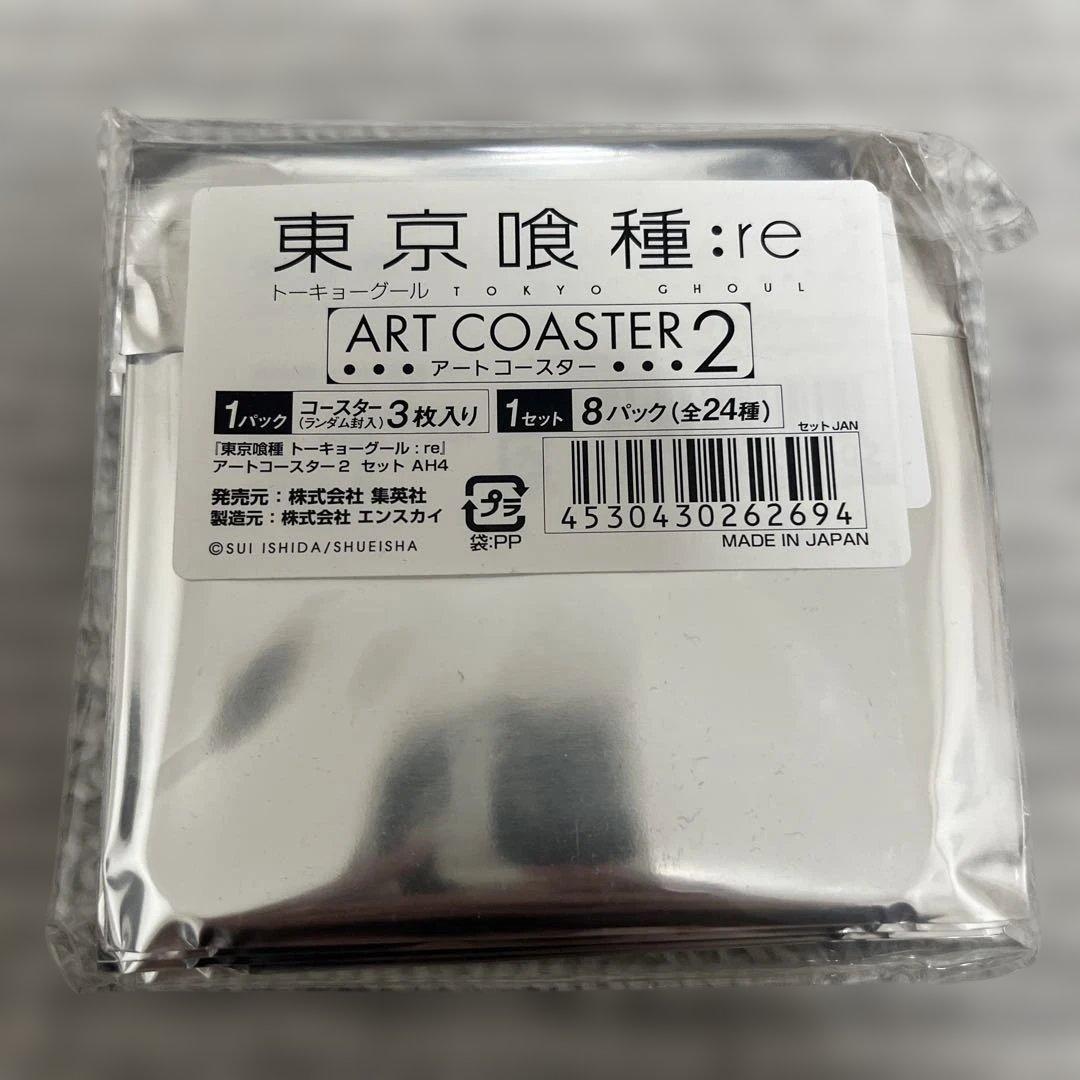 東京喰種:re
トーキョーグール TOKYO GHOUL
ART COASTER 2
••• アートコースター •••
1パック コースター(ランダム封入) 3枚入り 1セット 8パック(全24種)
セットJAN
『東京喰種 トーキョーグール:re』
アートコースター2 セット AH4
発売元:株式会社 集英社
製造元:株式会社 エンスカイ
©SUI ISHIDA/SHUEISHA
プラ
袋:PP
4530430262694
MADE IN JAPAN